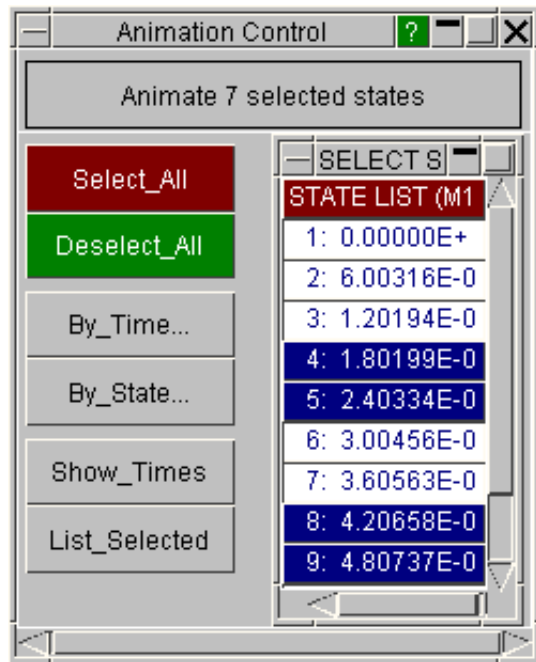 Animation Control ?
Animate 7 selected states
Select_All
Deselect_All
By_Time...
By_State...
Show_Times
List_Selected
SELECT S
STATE LIST (M1
1: 0.00000E+
2: 6.00316E-0
3: 1.20194E-0
4: 1.80199E-0
5: 2.40334E-0
6: 3.00456E-0
7: 3.60563E-0
8: 4.20658E-0
9: 4.80737E-0